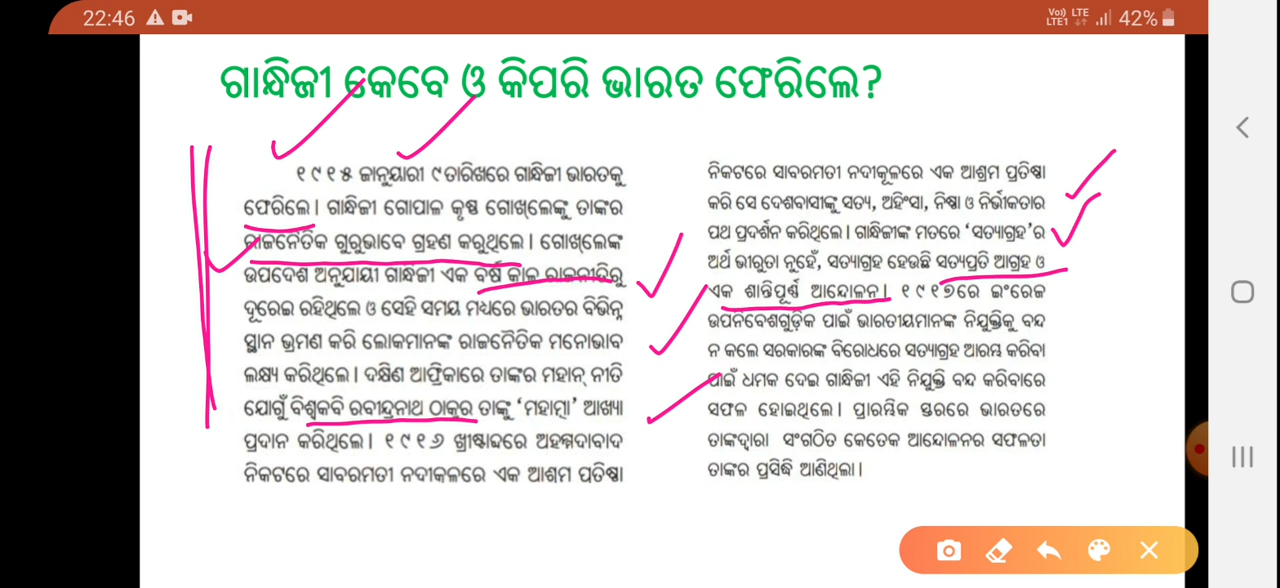 22:46
Vo) LTE
LTE1
42%
ଗାନ୍ଧିଜୀ କେବେ ଓ କିପରି ଭାରତ ଫେରିଲେ?
୧୯୧୫ ଜାନୁୟାରୀ ୯ ତାରିଖରେ ଗାନ୍ଧିଜୀ ଭାରତକୁ
ଫେରିଲେ। ଗାନ୍ଧିଜୀ ଗୋପାଳ କୃଷ୍ଣ ଗୋଖ୍‌ଲେଙ୍କୁ ତାଙ୍କର
ରାଜନୈତିକ ଗୁରୁଭାବେ ଗ୍ରହଣ କରୁଥିଲେ। ଗୋଖ୍‌ଲେଙ୍କ
ଉପଦେଶ ଅନୁଯାୟୀ ଗାନ୍ଧିଜୀ ଏକ ବର୍ଷ କାଳ ରାଜନୀତିରୁ
ଦୂରେଇ ରହିଥିଲେ ଓ ସେହି ସମୟ ମଧ୍ୟରେ ଭାରତର ବିଭିନ୍ନ
ସ୍ଥାନ ଭ୍ରମଣ କରି ଲୋକମାନଙ୍କ ରାଜନୈତିକ ମନୋଭାବ
ଲକ୍ଷ୍ୟ କରିଥିଲେ। ଦକ୍ଷିଣ ଆଫ୍ରିକାରେ ତାଙ୍କର ମହାନ୍ ନୀତି
ଯୋଗୁଁ ବିଶ୍ୱକବି ରବୀନ୍ଦ୍ରନାଥ ଠାକୁର ତାଙ୍କୁ ‘ମହାତ୍ମା’ ଆଖ୍ୟା
ପ୍ରଦାନ କରିଥିଲେ। ୧୯୧୬ ଖ୍ରୀଷ୍ଟାବ୍ଦରେ ଅହମ୍ମଦାବାଦ
ନିକଟରେ ସାବରମତୀ ନଦୀକୂଳରେ ଏକ ଆଶ୍ରମ ପ୍ରତିଷ୍ଠା
ନିକଟରେ ସାବରମତୀ ନଦୀକୂଳରେ ଏକ ଆଶ୍ରମ ପ୍ରତିଷ୍ଠା
କରି ସେ ଦେଶବାସୀଙ୍କୁ ସତ୍ୟ, ଅହିଂସା, ନିଷ୍ଠା ଓ ନିର୍ଭୀକତାର
ପଥ ପ୍ରଦର୍ଶନ କରିଥିଲେ। ଗାନ୍ଧିଜୀଙ୍କ ମତରେ ‘ସତ୍ୟାଗ୍ରହ’ର
ଅର୍ଥ ଭୀରୁତା ନୁହେଁ, ସତ୍ୟାଗ୍ରହ ହେଉଛି ସତ୍ୟପ୍ରତି ଆଗ୍ରହ ଓ
ଏକ ଶାନ୍ତିପୂର୍ଣ୍ଣ ଆନ୍ଦୋଳନ। ୧୯୧୭ରେ ଇଂରେଜ
ଉପନିବେଶଗୁଡ଼ିକ ପାଇଁ ଭାରତୀୟମାନଙ୍କ ନିଯୁକ୍ତିକୁ ବନ୍ଦ
ନ କଲେ ସରକାରଙ୍କ ବିରୋଧରେ ସତ୍ୟାଗ୍ରହ ଆରମ୍ଭ କରିବା
ପାଇଁ ଧମକ ଦେଇ ଗାନ୍ଧିଜୀ ଏହି ନିଯୁକ୍ତି ବନ୍ଦ କରିବାରେ
ସଫଳ ହୋଇଥିଲେ। ପ୍ରାରମ୍ଭିକ ସ୍ତରରେ ଭାରତରେ
ତାଙ୍କଦ୍ୱାରା ସଂଗଠିତ କେତେକ ଆନ୍ଦୋଳନର ସଫଳତା
ତାଙ୍କର ପ୍ରସିଦ୍ଧି ଆଣିଥିଲା।